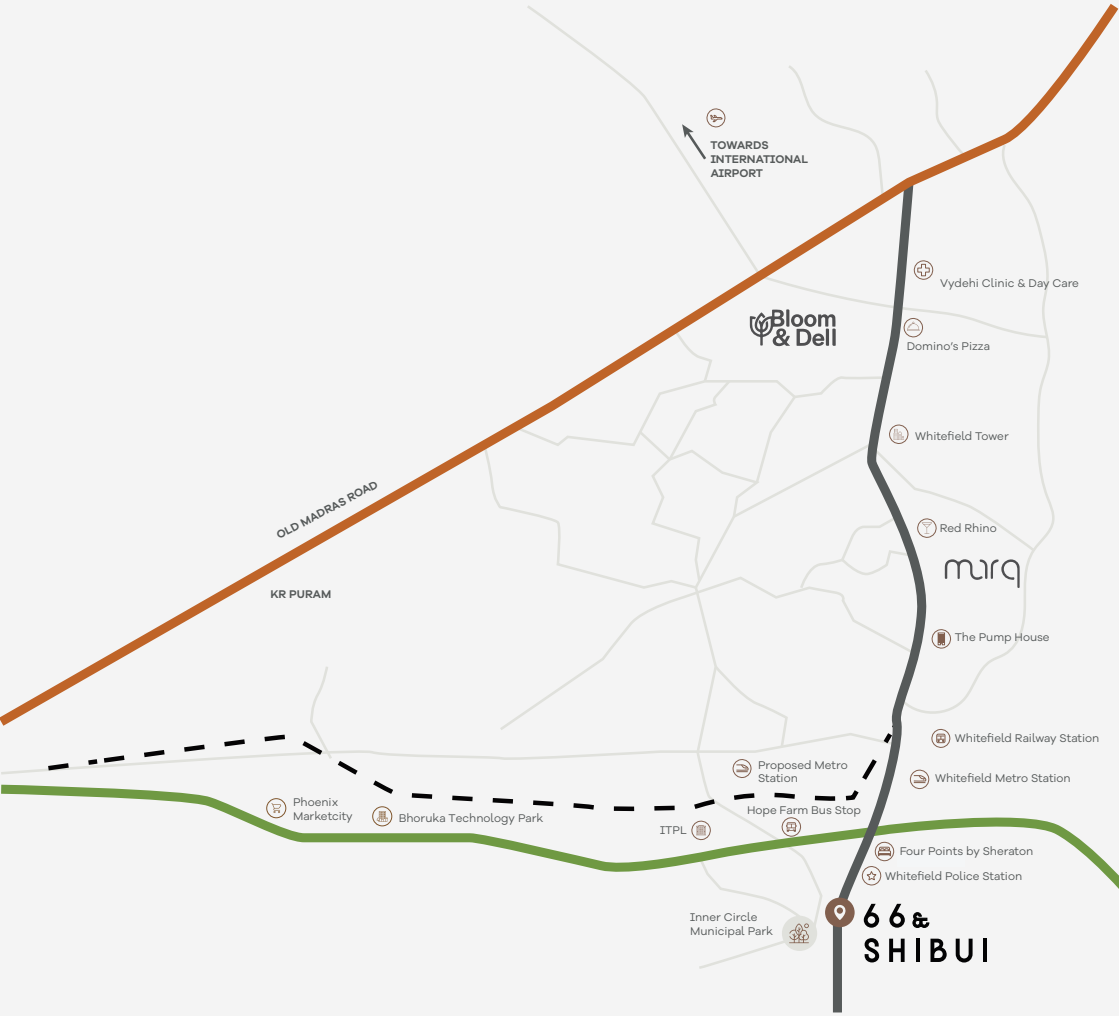 TOWARDS
INTERNATIONAL
AIRPORT
Vydehi Clinic & Day Care
Bloom
& Dell
Domino's Pizza
Whitefield Tower
OLD MADRAS ROAD
Red Rhino
marq
KR PURAM
The Pump House
Whitefield Railway Station
Proposed Metro
Station
Whitefield Metro Station
Phoenix
Marketcity
Bhoruka Technology Park
Hope Farm Bus Stop
ITPL
Four Points by Sheraton
Whitefield Police Station
Inner Circle
Municipal Park
66&
SHIBUI